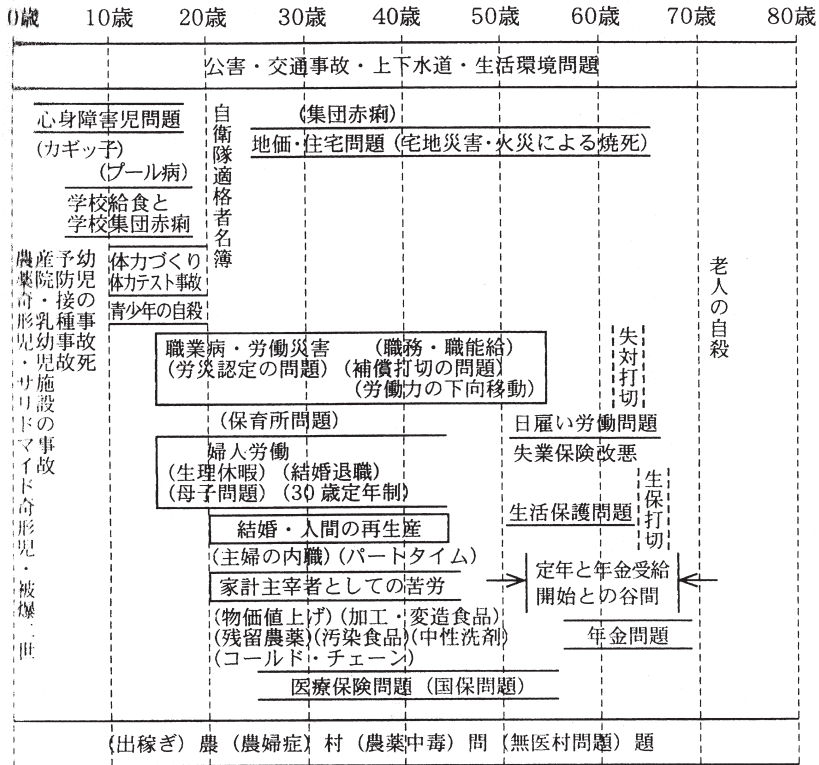 0歳 10歳 20歳 30歳 40歳 50歳 60歳 70歳 80歳
公害・交通事故・上下水道・生活環境問題
心身障害児問題
(カギッ子)
(プール病)
学校給食と
学校集団赤痢
自衛隊適格者名簿
(集団赤痢)
地価・住宅問題(宅地災害・火災による焼死)
幼児の事故死
予防接種事故
産院・乳幼児施設の事故
農薬奇形児・サリドマイド奇形児・被爆二世
体力づくり
体力テスト事故
青少年の自殺
老人の自殺
職業病・労働災害 (職務・職能給)
(労災認定の問題) (補償打切の問題)
(労働力の下向移動)
失対打切
(保育所問題)
日雇い労働問題
失業保険改悪
婦人労働
(生理休暇) (結婚退職)
(母子問題) (30歳定年制)
生保打切
生活保護問題
結婚・人間の再生産
(主婦の内職)(パートタイム)
家計主宰者としての苦労
定年と年金受給
開始との谷間
(物価値上げ)(加工・変造食品)
(残留農薬)(汚染食品)(中性洗剤)
(コールド・チェーン)
年金問題
医療保険問題(国保問題)
(出稼ぎ)農(農婦症)村(農薬中毒)問(無医村問題)題